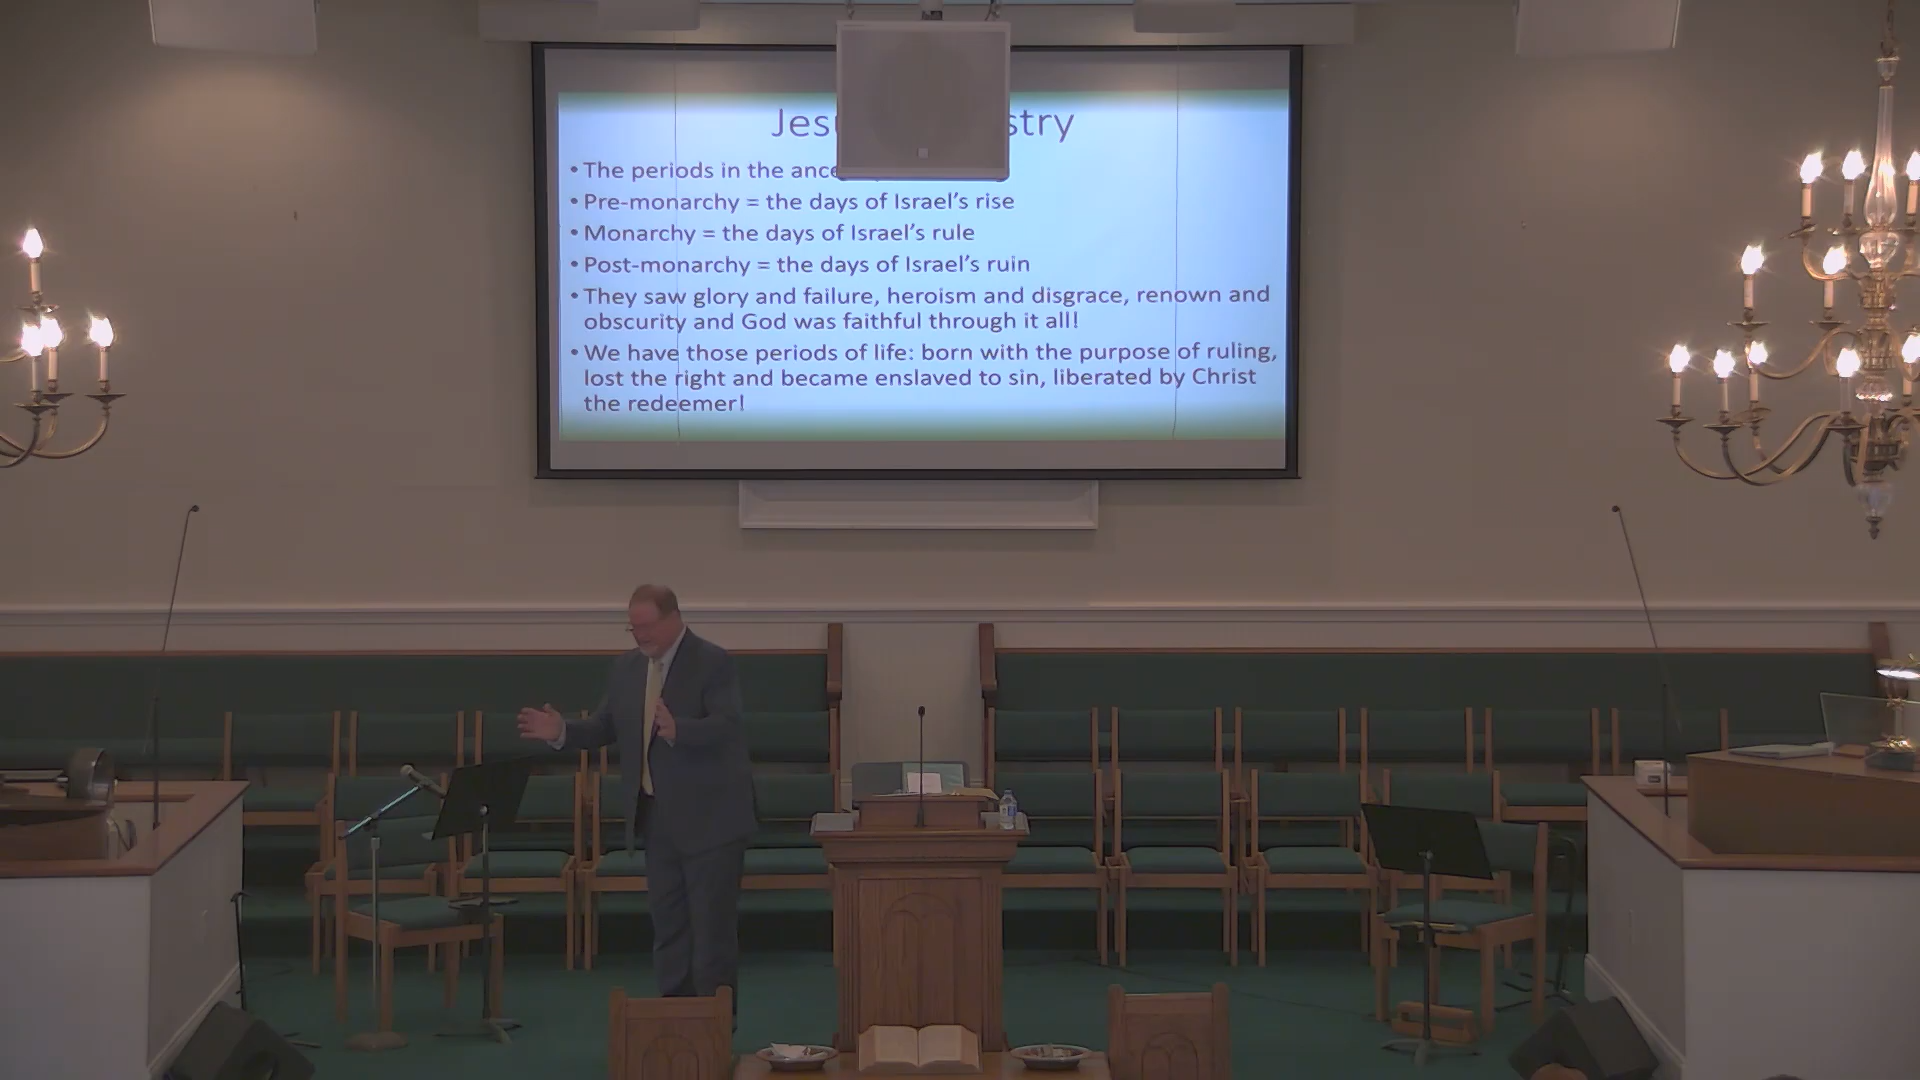 • The periods in the
• Pre-monarchy = the days of Israel's rise
• Monarchy = the days of Israel's rule
• Post-monarchy = the days of Israel's ruin
• They saw glory and failure, heroism and disgrace, renown and
obscurity and God was faithful through it all!
• We have those periods of life: born with the purpose of ruling,
lost the right and became enslaved to sin, liberated by Christ
the redeemer!